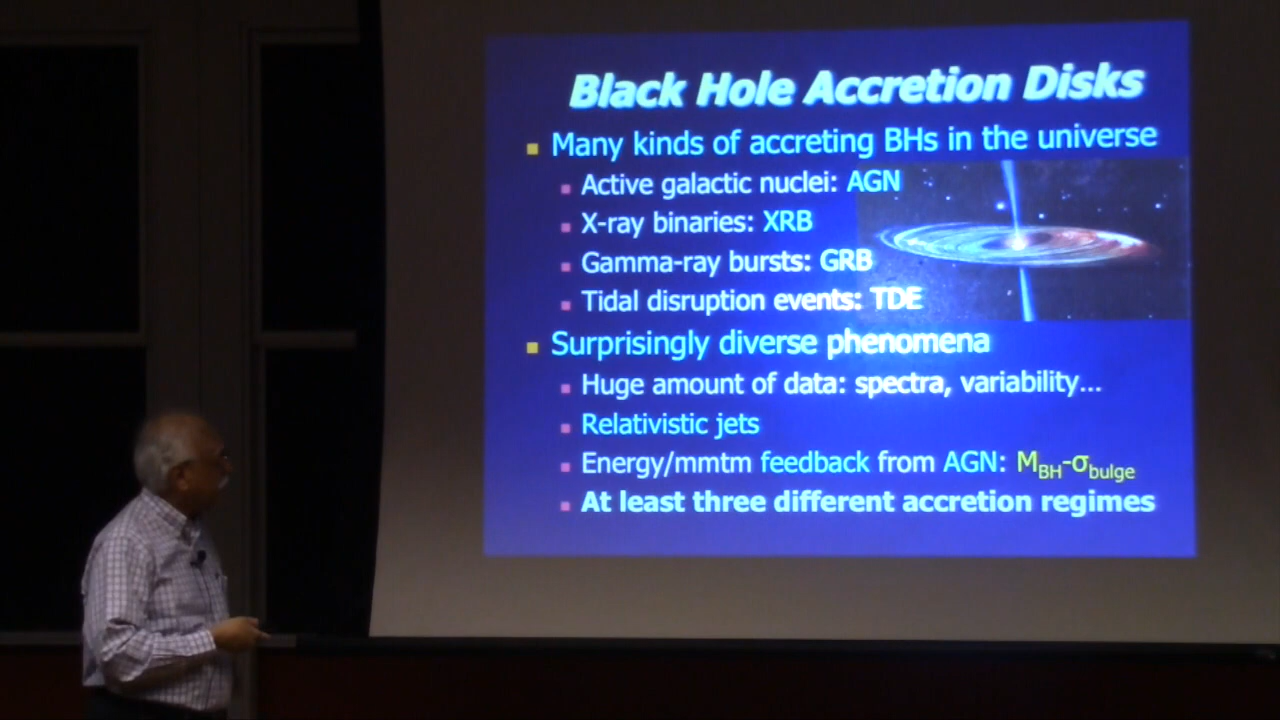 Black Hole Accretion Disks
Many kinds of accreting BHs in the universe
Active galactic nuclei: AGN
X-ray binaries: XRB
Gamma-ray bursts: GRB
Tidal disruption events: TDE
Surprisingly diverse phenomena
Huge amount of data: spectra, variability...
Relativistic jets
Energy/mmtm feedback from AGN: M_BH-σ_bulge
At least three different accretion regimes